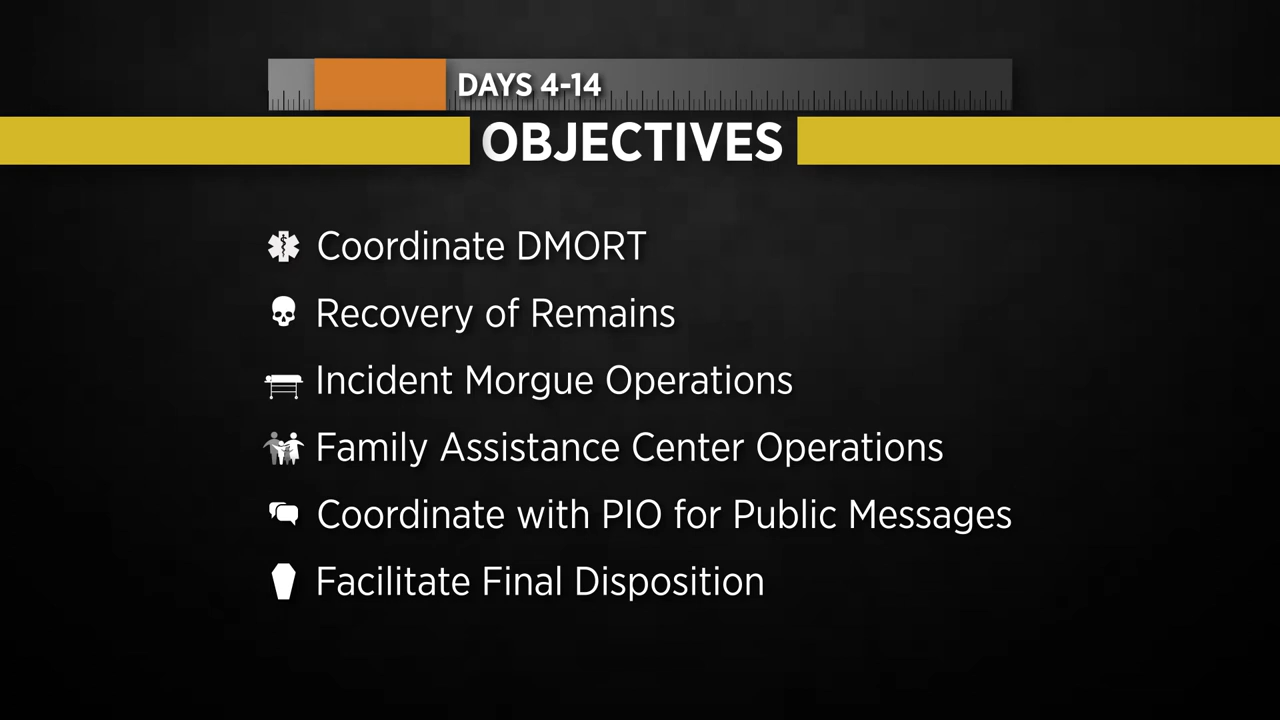 DAYS 4-14
OBJECTIVES
Coordinate DMORT
Recovery of Remains
Incident Morgue Operations
Family Assistance Center Operations
Coordinate with PIO for Public Messages
Facilitate Final Disposition